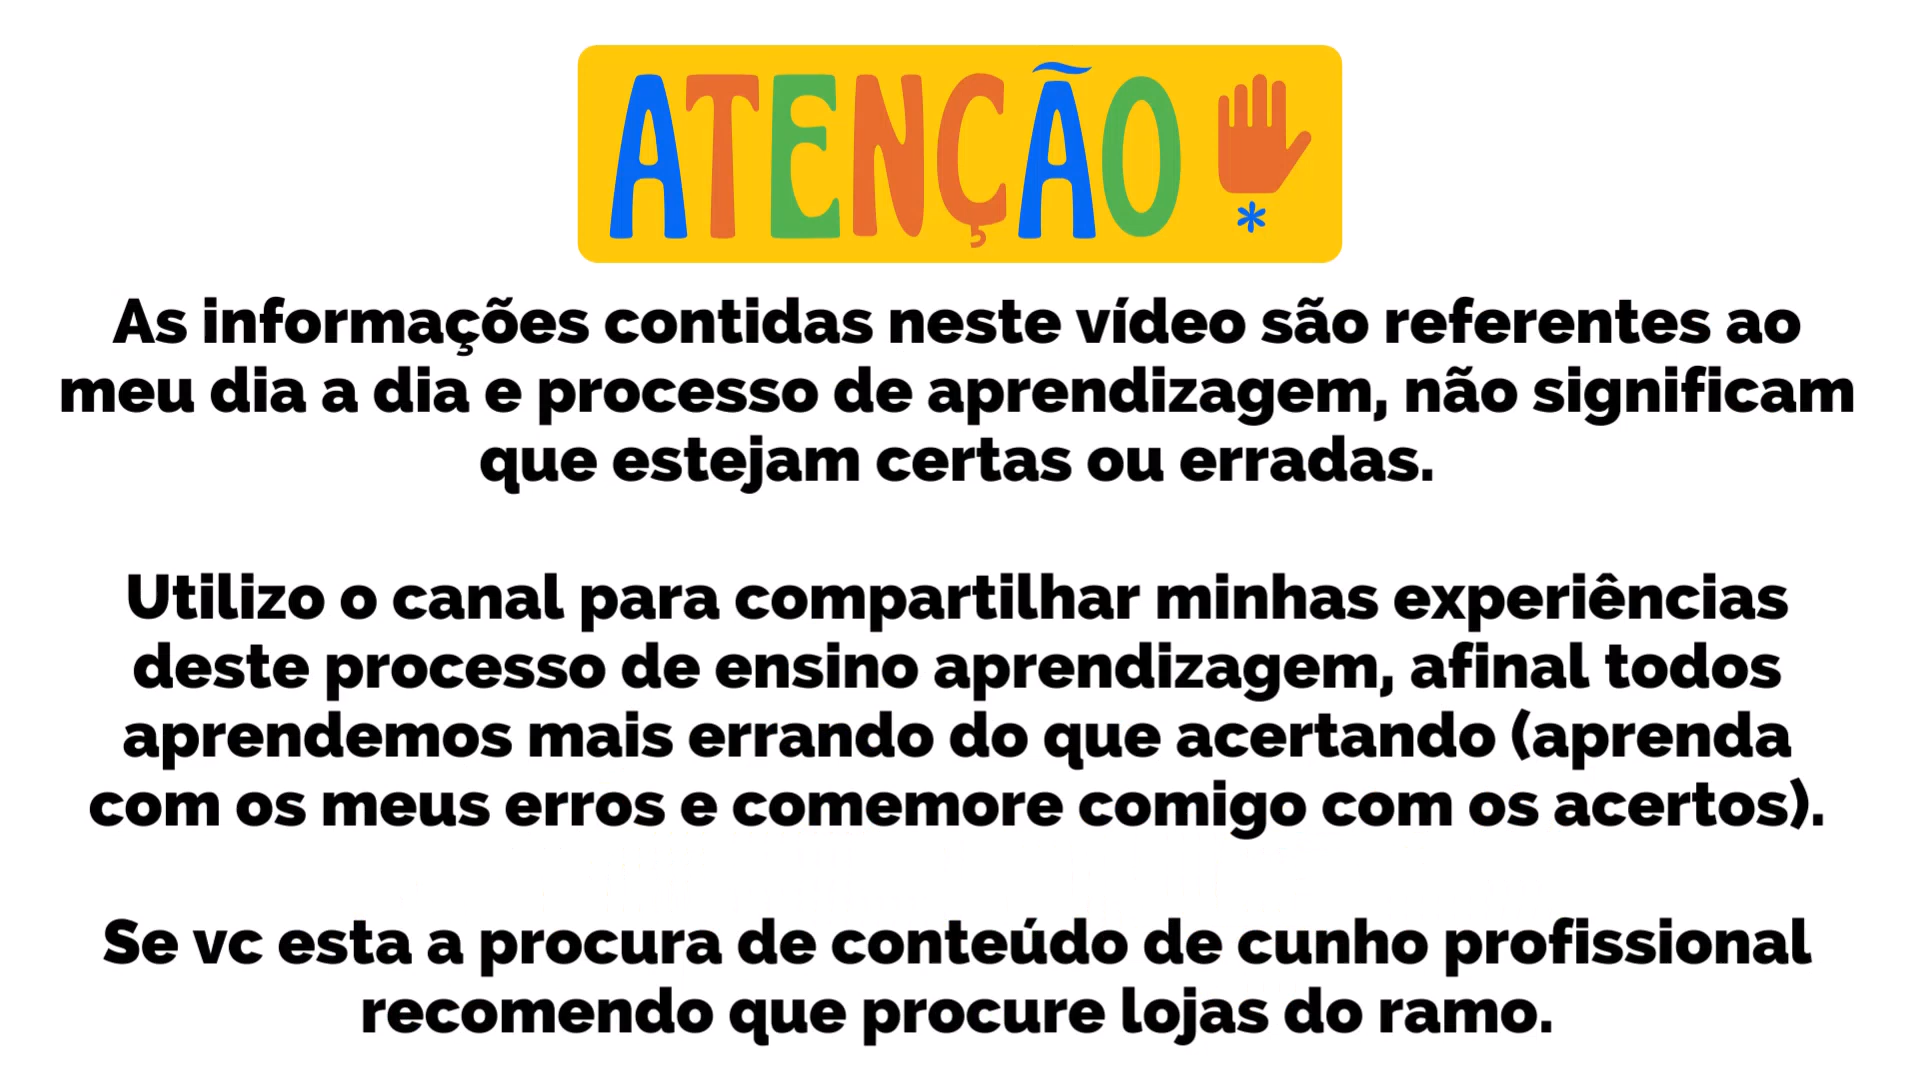 ATENÇÃO
As informações contidas neste vídeo são referentes ao
meu dia a dia e processo de aprendizagem, não significam
que estejam certas ou erradas.
Utilizo o canal para compartilhar minhas experiências
deste processo de ensino aprendizagem, afinal todos
aprendemos mais errando do que acertando (aprenda
com os meus erros e comemore comigo com os acertos).
Se vc esta a procura de conteúdo de cunho profissional
recomendo que procure lojas do ramo.